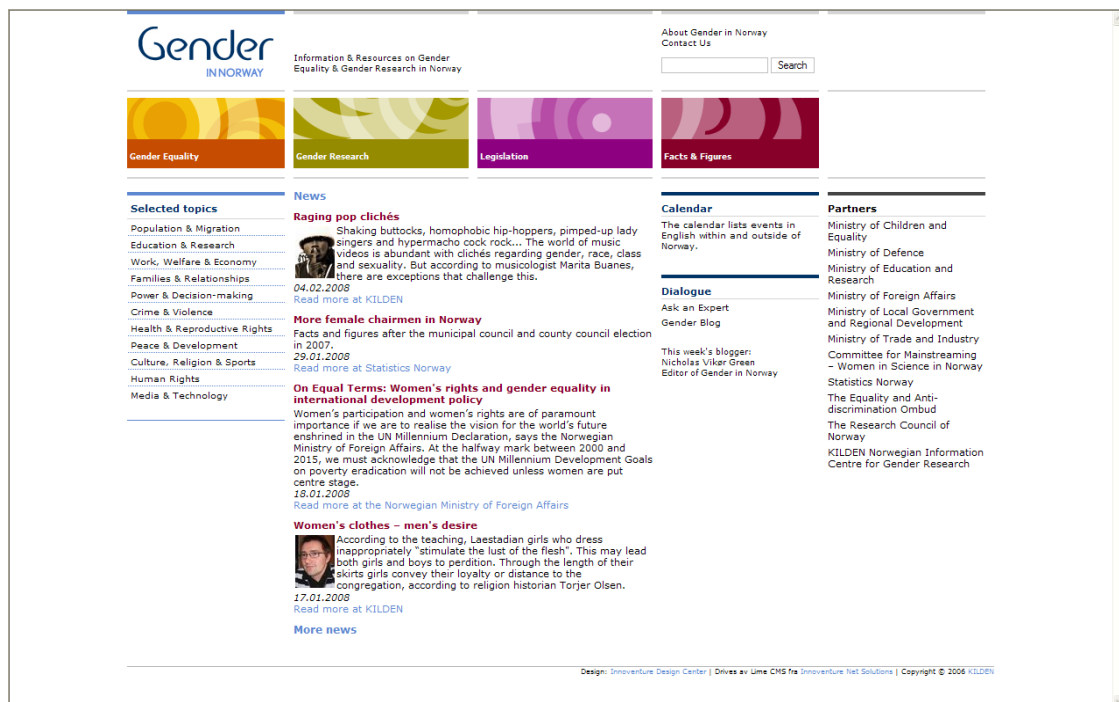 Gender
IN NORWAY
Information & Resources on Gender
Equality & Gender Research in Norway
About Gender in Norway
Contact Us
Search
Gender Equality
Gender Research
Legislation
Facts & Figures
Selected topics
Population & Migration
Education & Research
Work, Welfare & Economy
Families & Relationships
Power & Decision-making
Crime & Violence
Health & Reproductive Rights
Peace & Development
Culture, Religion & Sports
Human Rights
Media & Technology
News
Raging pop clichés
Shaking buttocks, homophobic hip-hoppers, pimped-up lady
singers and hypermacho cock rock... The world of music
videos is abundant with clichés regarding gender, race, class
and sexuality. But according to musicologist Marita Buanes,
there are exceptions that challenge this.
04.02.2008
Read more at KILDEN
More female chairmen in Norway
Facts and figures after the municipal council and county council election
in 2007.
29.01.2008
Read more at Statistics Norway
On Equal Terms: Women's rights and gender equality in
international development policy
Women's participation and women's rights are of paramount
importance if we are to realise the vision for the world's future
enshrined in the UN Millennium Declaration, says the Norwegian
Ministry of Foreign Affairs. At the halfway mark between 2000 and
2015, we must acknowledge that the UN Millennium Development Goals
on poverty eradication will not be achieved unless women are put
centre stage.
18.01.2008
Read more at the Norwegian Ministry of Foreign Affairs
Women's clothes – men's desire
According to the teaching, Laestadian girls who dress
inappropriately "stimulate the lust of the flesh". This may lead
both girls and boys to perdition. Through the length of their
skirts girls convey their loyalty or distance to the
congregation, according to religion historian Torjer Olsen.
17.01.2008
Read more at KILDEN
More news
Calendar
The calendar lists events in
English within and outside of
Norway.
Dialogue
Ask an Expert
Gender Blog
This week's blogger:
Nicholas Vikør Green
Editor of Gender in Norway
Partners
Ministry of Children and
Equality
Ministry of Defence
Ministry of Education and
Research
Ministry of Foreign Affairs
Ministry of Local Government
and Regional Development
Ministry of Trade and Industry
Committee for Mainstreaming
– Women in Science in Norway
Statistics Norway
The Equality and Anti-
discrimination Ombud
The Research Council of
Norway
KILDEN Norwegian Information
Centre for Gender Research
Design: Innoventure Design Center | Drives av Lime CMS fra Innoventure Net Solutions | Copyright © 2006 KILDEN